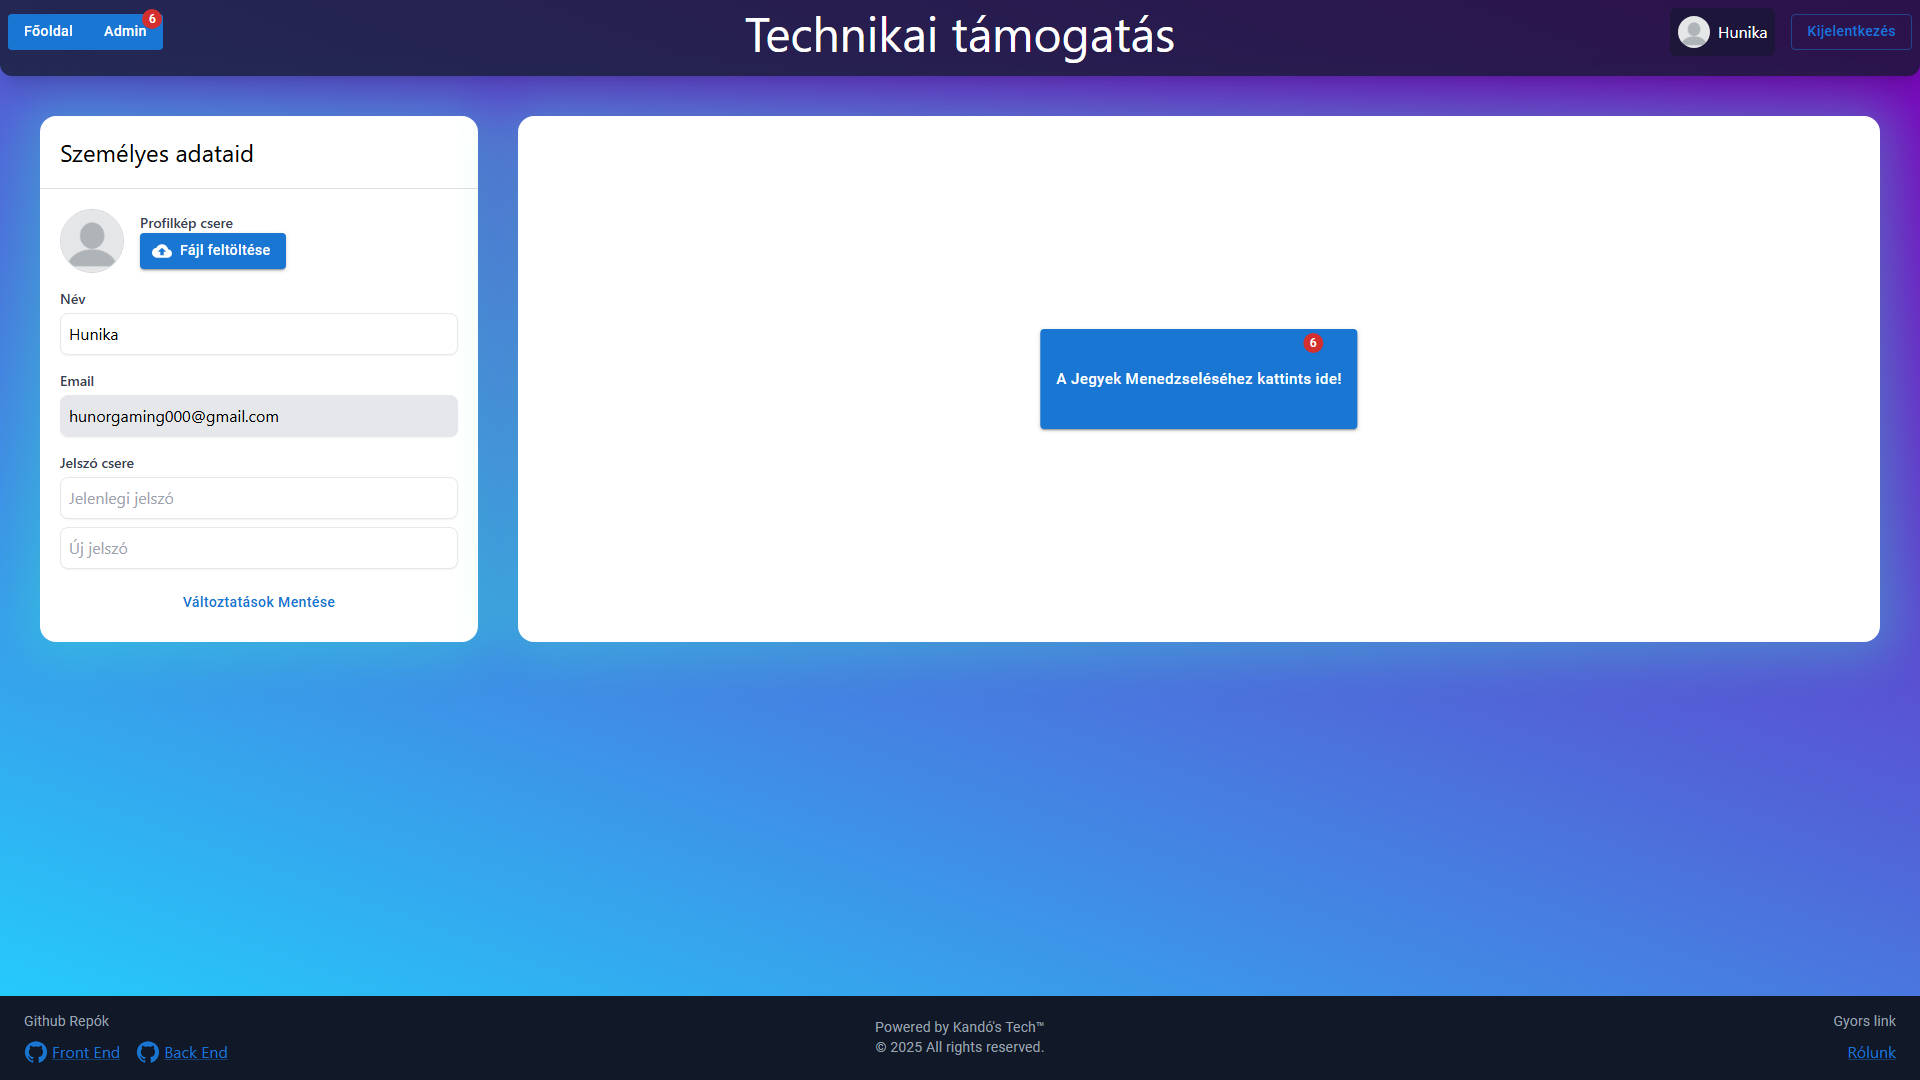 Főoldal
Admin
6
Technikai támogatás
Hunika
Kijelentkezés
Személyes adataid
Profilkép csere
Fájl feltöltése
Név
Hunika
Email
hunorgaming000@gmail.com
Jelszó csere
Jelenlegi jelszó
Új jelszó
Változtatások Mentése
6
A Jegyek Menedzseléséhez kattints ide!
Github Repók
Front End
Back End
Powered by Kandó's Tech™
© 2025 All rights reserved.
Gyors link
Rólunk